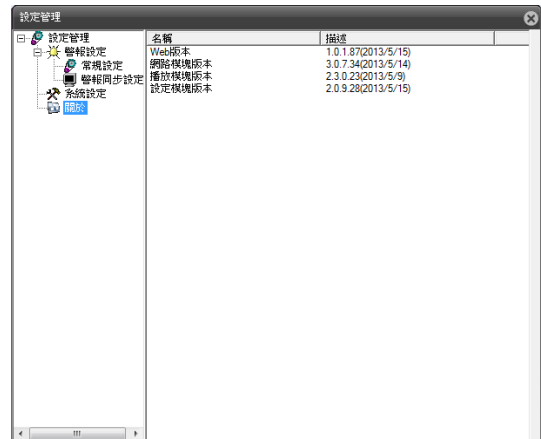 設定管理
設定管理
警報設定
常規設定
警報同步設定
系統設定
關於
名稱 描述
Web版本 1.0.1.87(2013/5/15)
網路模塊版本 3.0.7.34(2013/5/14)
播放模塊版本 2.3.0.23(2013/5/9)
設定模塊版本 2.0.9.28(2013/5/15)